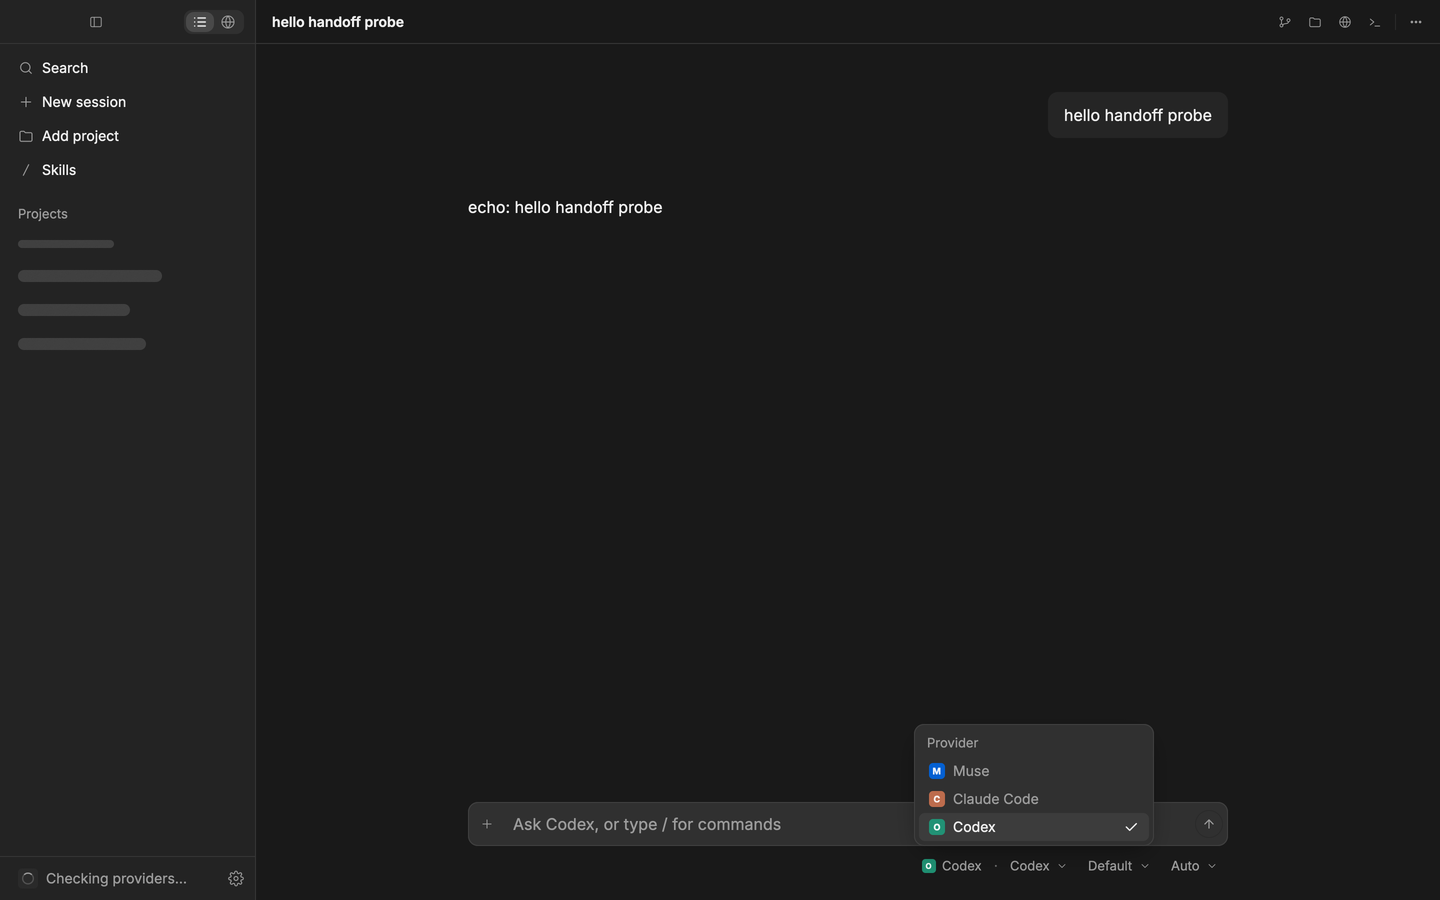 hello handoff probe
Search
New session
Add project
Skills
Projects
hello handoff probe
echo: hello handoff probe
Provider
M Muse
C Claude Code
O Codex
Ask Codex, or type / for commands
O Codex · Codex Default Auto
Checking providers...